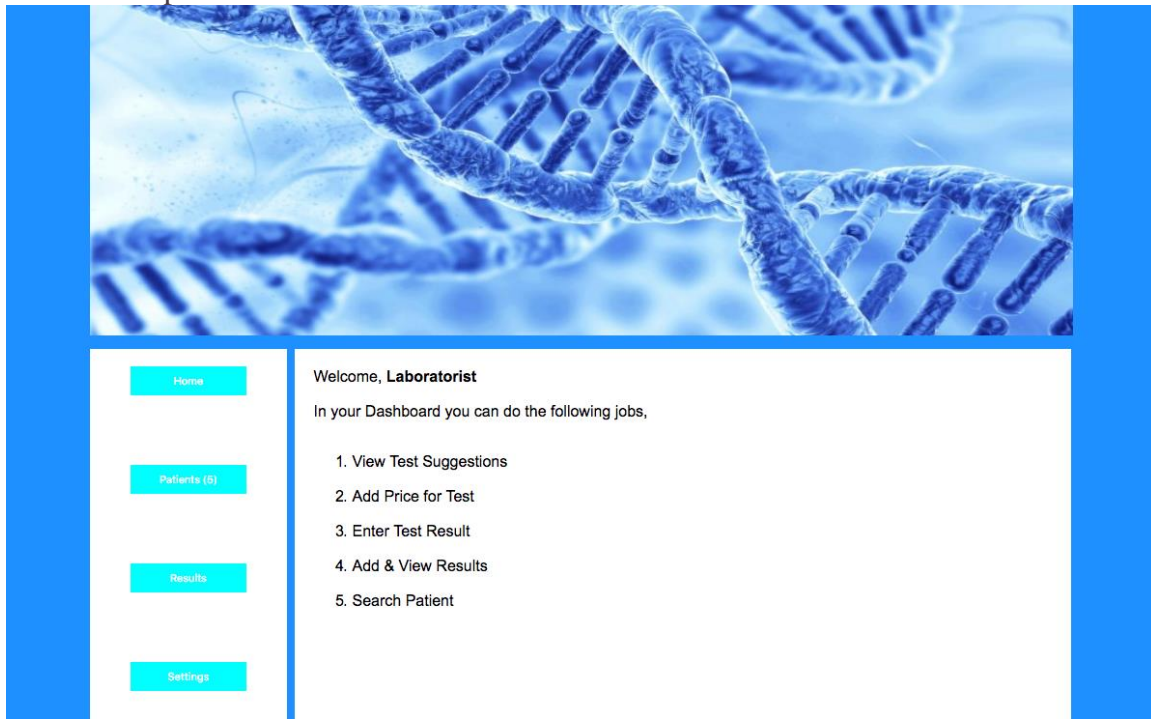 Home
Patients (5)
Results
Settings
Welcome, Laboratorist
In your Dashboard you can do the following jobs,
1. View Test Suggestions
2. Add Price for Test
3. Enter Test Result
4. Add & View Results
5. Search Patient